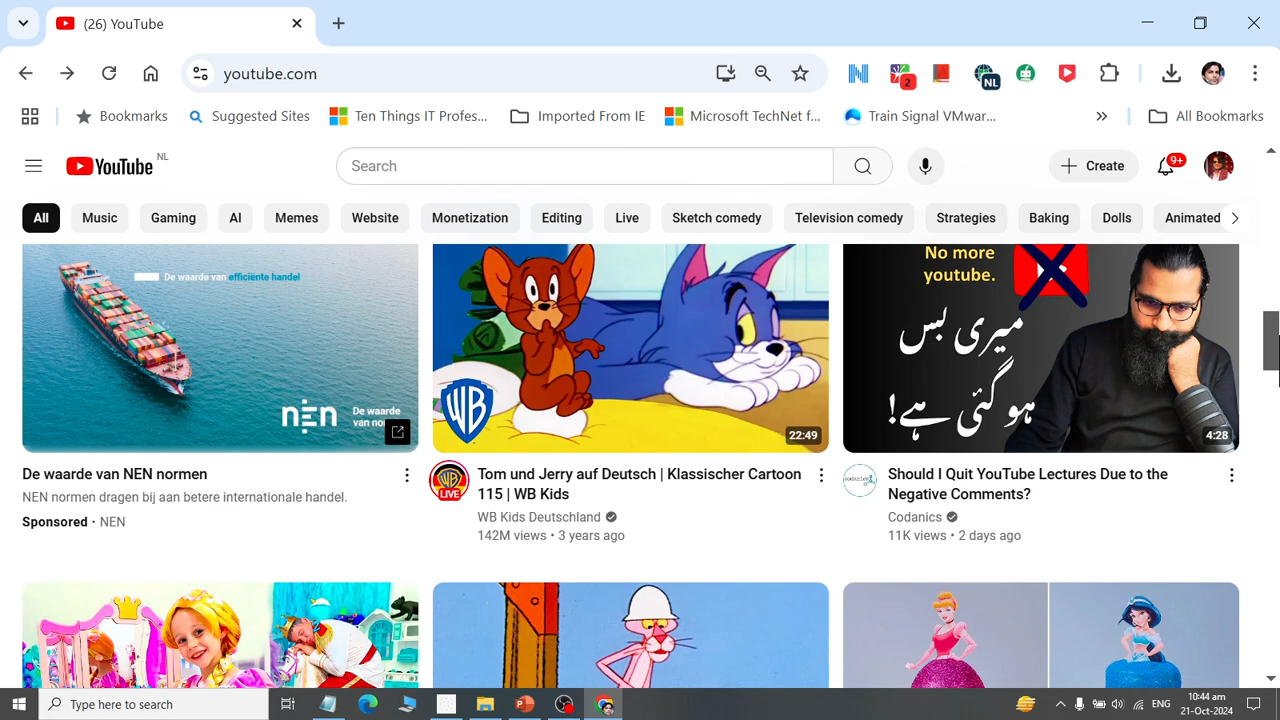 (26) YouTube
youtube.com
2
NL
Bookmarks
Suggested Sites
Ten Things IT Profes...
Imported From IE
Microsoft TechNet f...
Train Signal VMwar...
All Bookmarks
YouTube NL
Search
Create
9+
All
Music
Gaming
AI
Memes
Website
Monetization
Editing
Live
Sketch comedy
Television comedy
Strategies
Baking
Dolls
Animated
De waarde van efficiënte handel
nen
De waarde
van no
WB
22:49
No more
youtube.
میری بس
ہو گئی ہے!
4:28
De waarde van NEN normen
NEN normen dragen bij aan betere internationale handel.
Sponsored · NEN
WB
LIVE
Tom und Jerry auf Deutsch | Klassischer Cartoon
115 | WB Kids
WB Kids Deutschland
142M views • 3 years ago
codanics
Should I Quit YouTube Lectures Due to the
Negative Comments?
Codanics
11K views • 2 days ago
Type here to search
ENG
10:44 am
21-Oct-2024